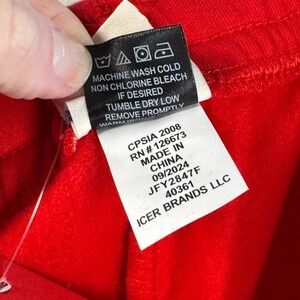 MACHINE WASH COLD
NON CHLORINE BLEACH
IF DESIRED
TUMBLE DRY LOW
REMOVE PROMPTLY
WARM
CPSIA 2008
RN # 126673
MADE IN
CHINA
09/2024
JFY2847F
40361
ICER BRANDS LLC